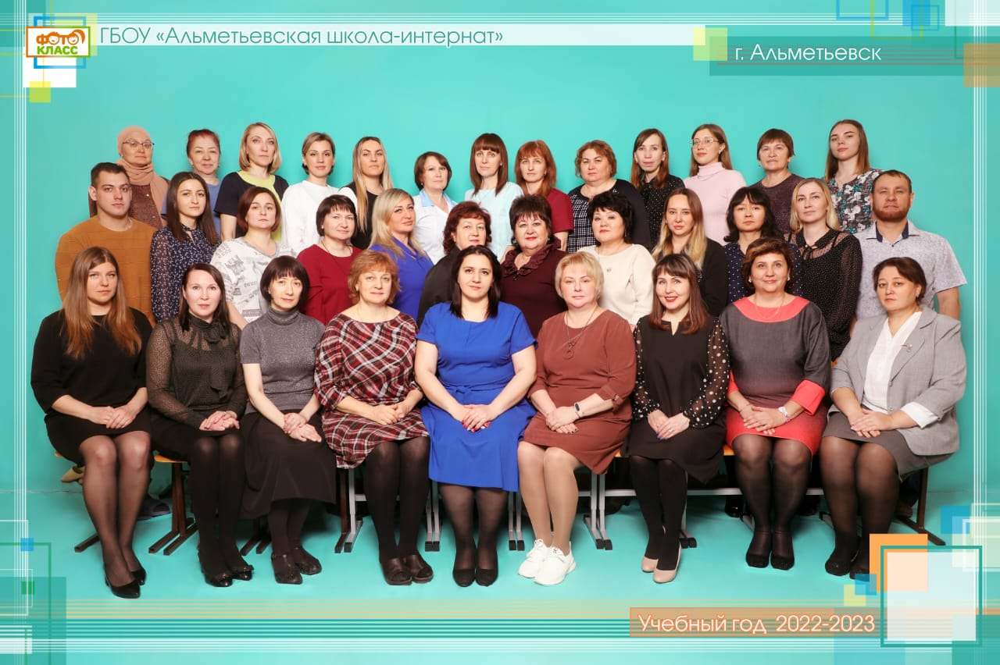 ФОТО
КЛАСС
ГБОУ «Альметьевская школа-интернат»
г. Альметьевск
Учебный год 2022-2023